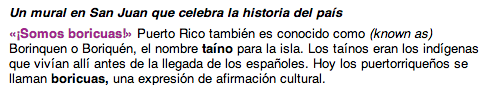 Un mural en San Juan que celebra la historia del país
«¡Somos boricuas!» Puerto Rico también es conocido como (known as)
Borinquen o Boriquén, el nombre taíno para la isla. Los taínos eran los indígenas
que vivían allí antes de la llegada de los españoles. Hoy los puertorriqueños se
llaman boricuas, una expresión de afirmación cultural.